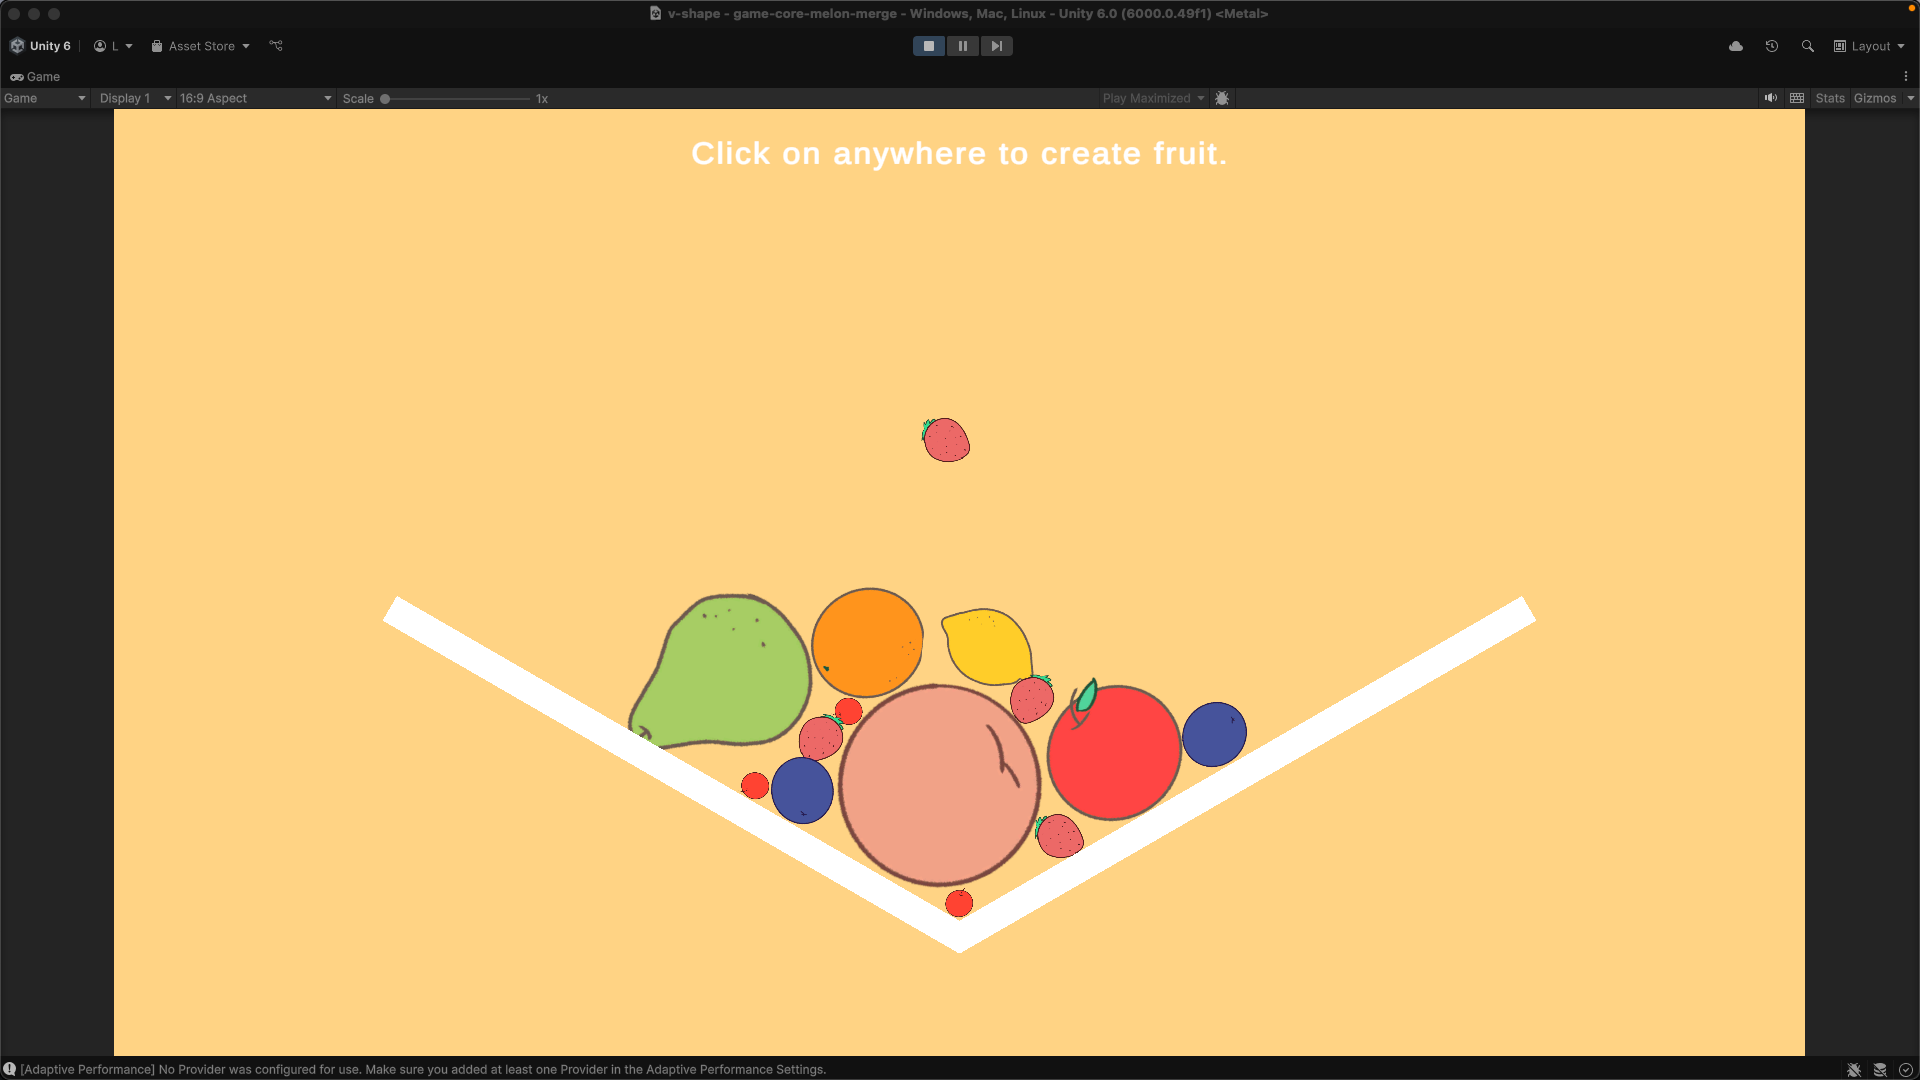 v-shape - game-core-melon-merge - Windows, Mac, Linux - Unity 6.0 (6000.0.49f1) <Metal>
Unity 6 L Asset Store Layout
Game
Game Display 1 16:9 Aspect Scale 1x Play Maximized Stats Gizmos
Click on anywhere to create fruit.
[Adaptive Performance] No Provider was configured for use. Make sure you added at least one Provider in the Adaptive Performance Settings.